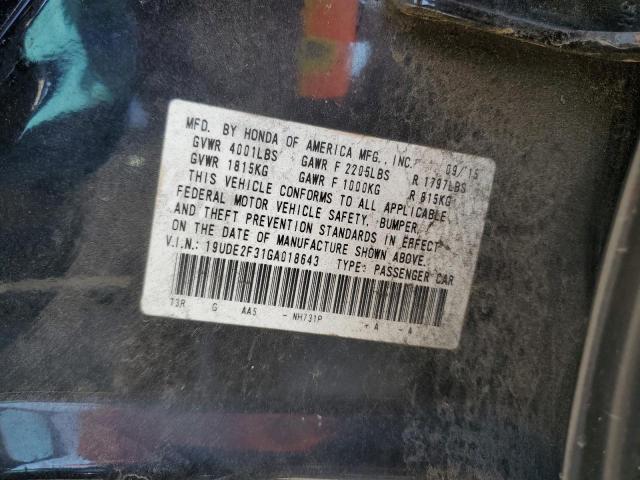 MFD. BY HONDA OF AMERICA MFG., INC. 09/15
GVWR 4001LBS GAWR F 2205LBS R 1797LBS
GVWR 1815KG GAWR F 1000KG R 815KG
THIS VEHICLE CONFORMS TO ALL APPLICABLE
FEDERAL MOTOR VEHICLE SAFETY, BUMPER,
AND THEFT PREVENTION STANDARDS IN EFFECT
ON THE DATE OF MANUFACTURE SHOWN ABOVE.
V.I.N.: 19UDE2F31GA018643 TYPE: PASSENGER CAR
T3R G AA5 - NH731P - A - A